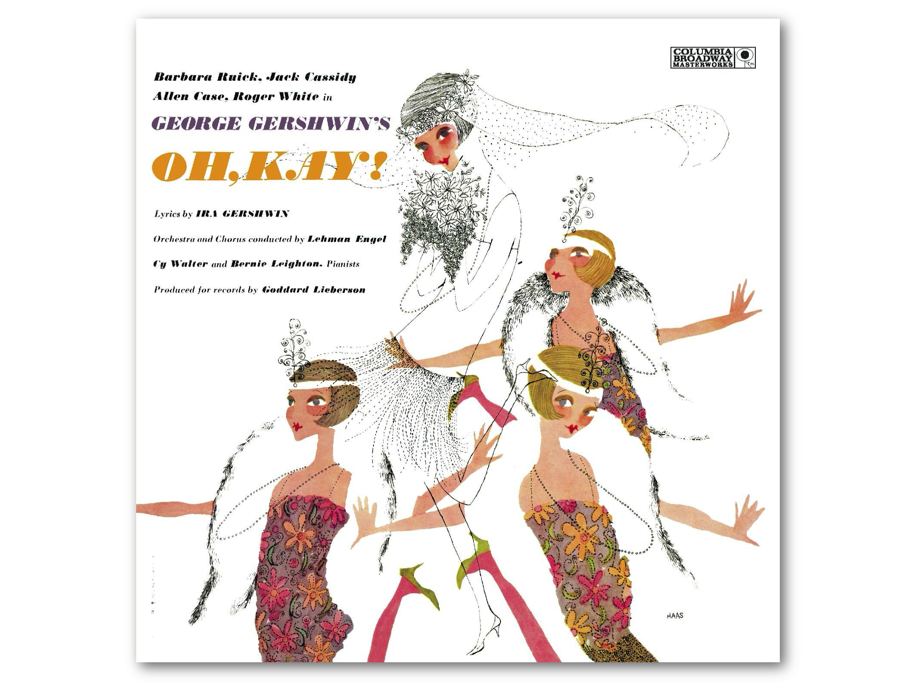 Barbara Ruick, Jack Cassidy
Allen Case, Roger White in
GEORGE GERSHWIN'S
OH, KAY!
Lyrics by IRA GERSHWIN
Orchestra and Chorus conducted by Lehman Engel
Cy Walter and Bernie Leighton, Pianists
Produced for records by Goddard Lieberson
COLUMBIA
BROADWAY
MASTERWORKS
HAAS